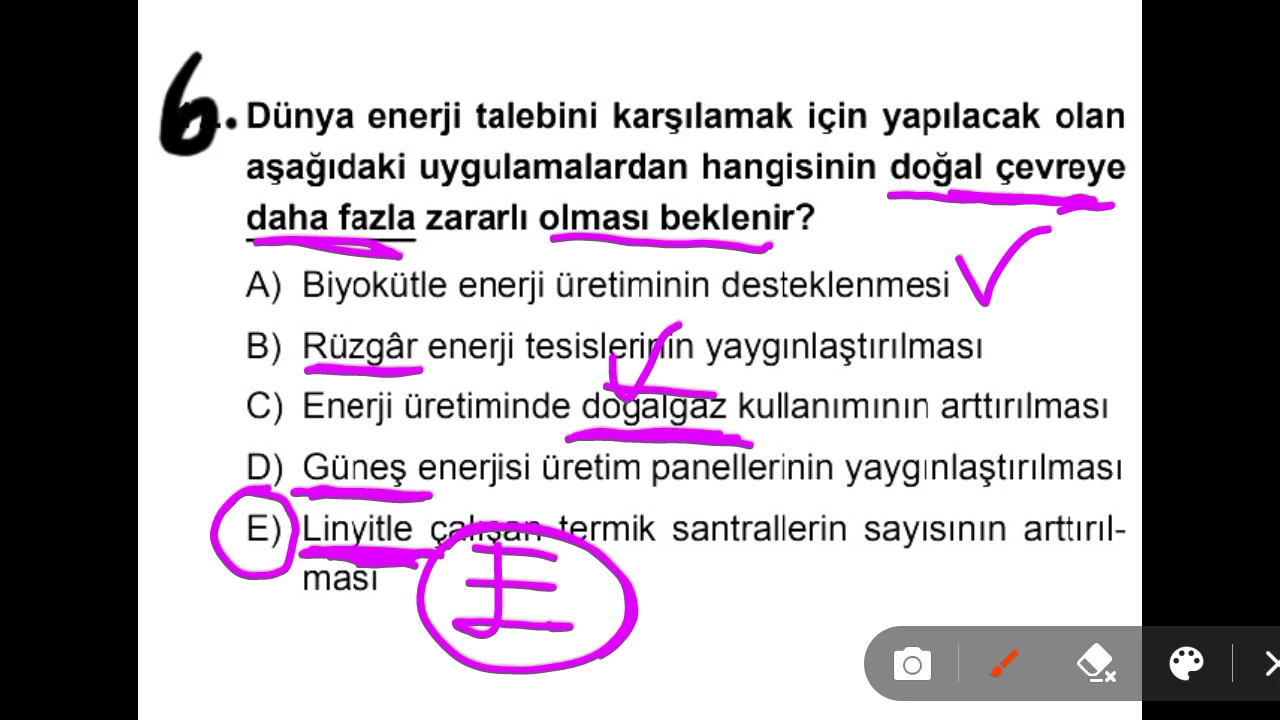 6. Dünya enerji talebini karşılamak için yapılacak olan
aşağıdaki uygulamalardan hangisinin doğal çevreye
daha fazla zararlı olması beklenir?
A) Biyokütle enerji üretiminin desteklenmesi
B) Rüzgâr enerji tesislerinin yaygınlaştırılması
C) Enerji üretiminde doğalgaz kullanımının arttırılması
D) Güneş enerjisi üretim panellerinin yaygınlaştırılması
E) Linyitle çalışan termik santrallerin sayısının arttırıl-
ması
E